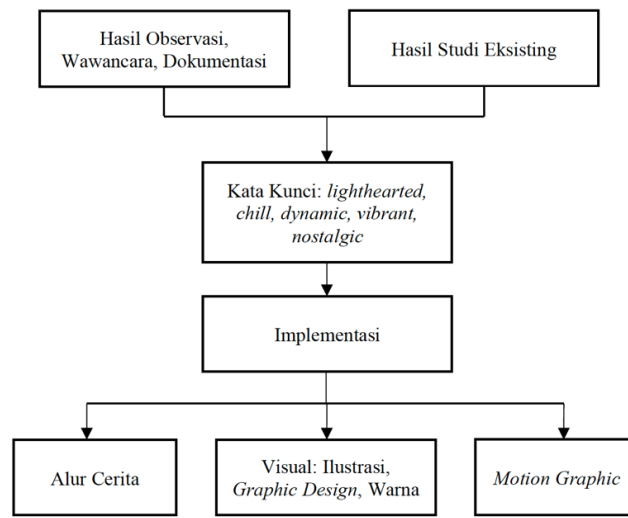 Hasil Observasi,
Wawancara, Dokumentasi
Hasil Studi Eksisting
Kata Kunci: lighthearted,
chill, dynamic, vibrant,
nostalgic
Implementasi
Alur Cerita
Visual: Ilustrasi,
Graphic Design, Warna
Motion Graphic